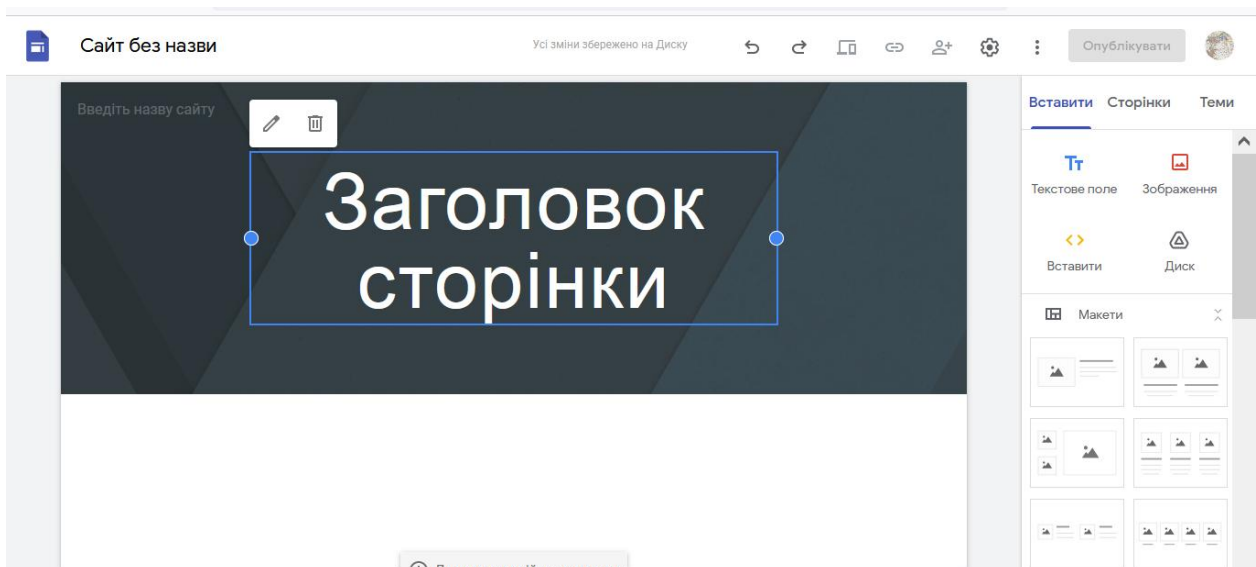 Сайт без назви
Усі зміни збережено на Диску
Опублікувати
Введіть назву сайту
Заголовок
сторінки
Вставити Сторінки Теми
Тт
Текстове поле Зображення
Вставити Диск
Макети